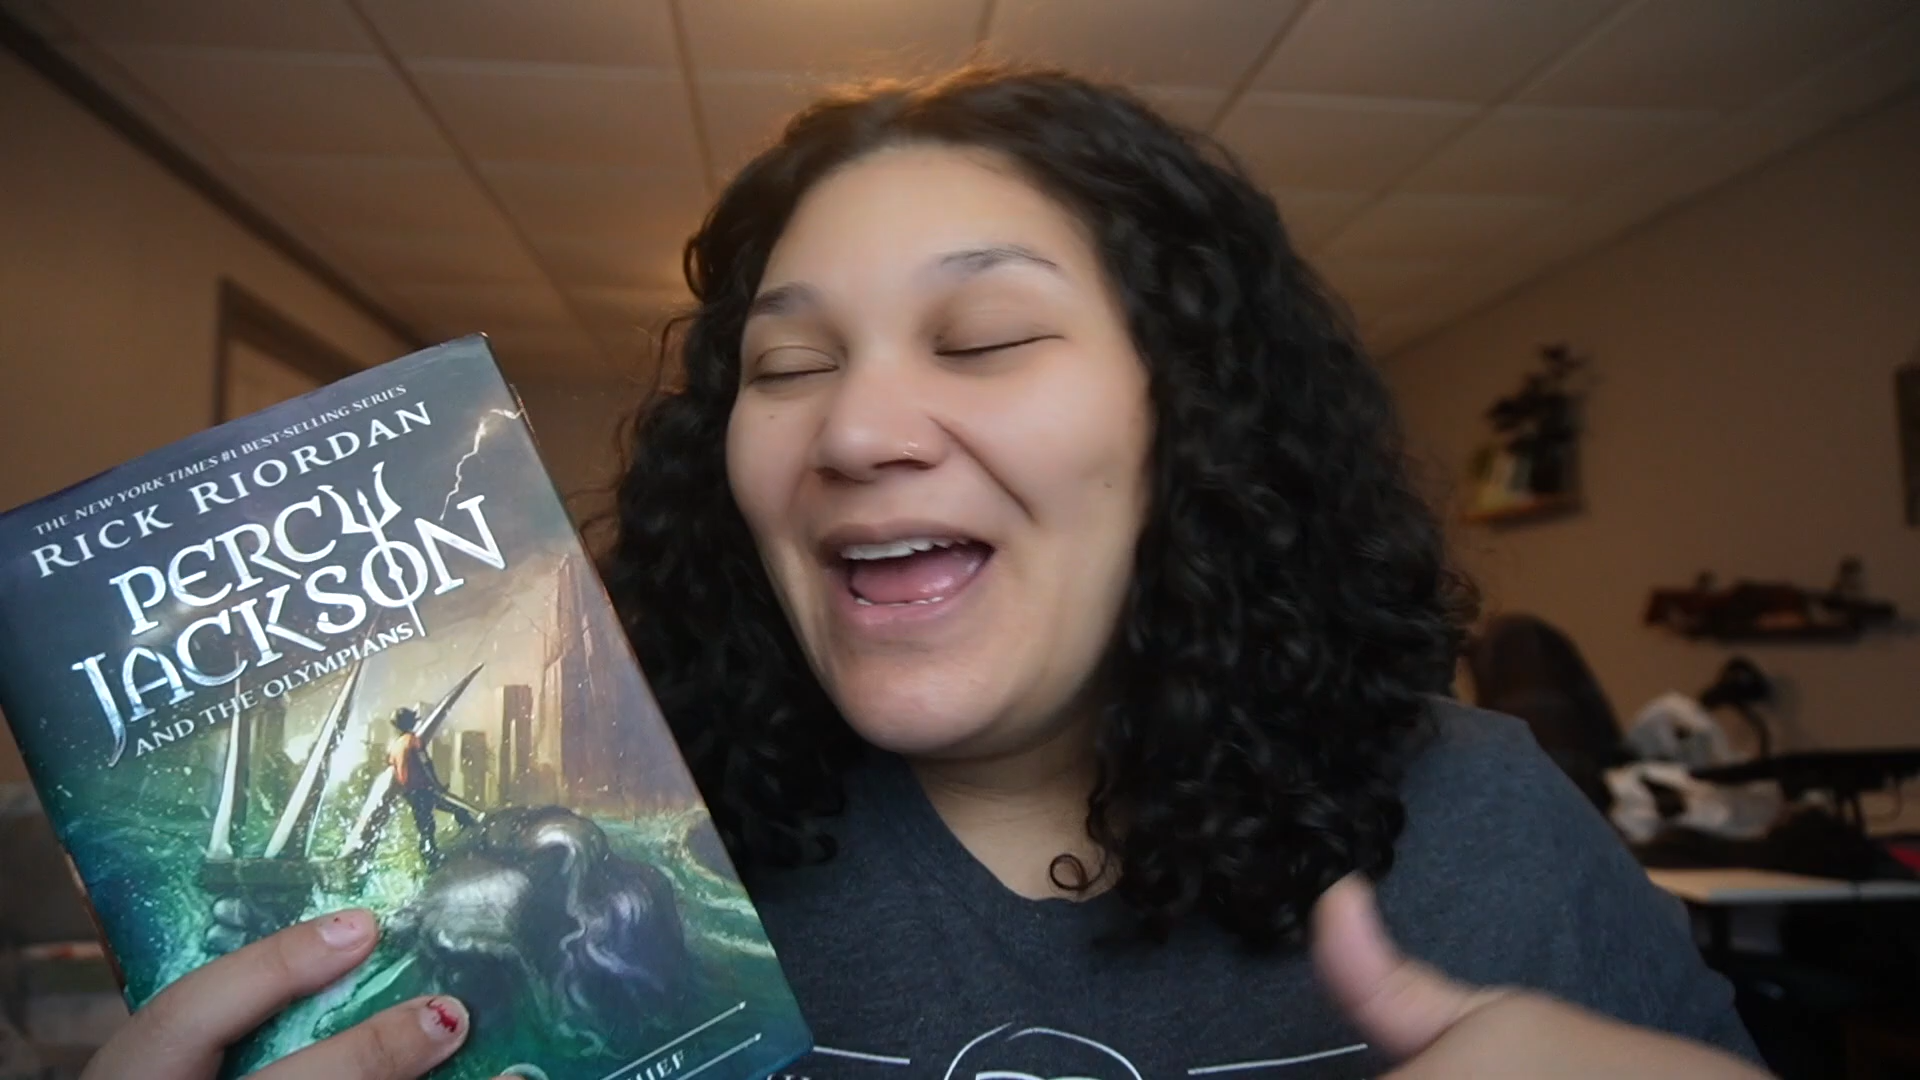 THE NEW YORK TIMES #1 BEST-SELLING SERIES
RICK RIORDAN
PERCY
JACKSON
AND THE OLYMPIANS